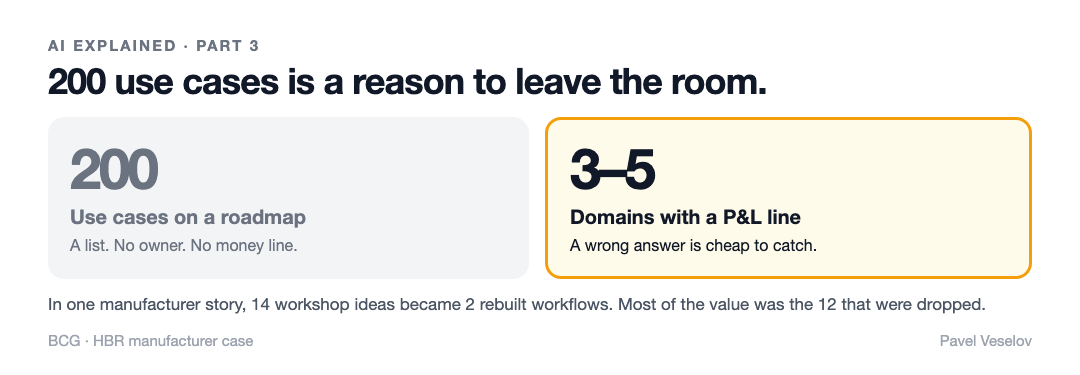 AI EXPLAINED · PART 3
200 use cases is a reason to leave the room.
200
Use cases on a roadmap
A list. No owner. No money line.
3–5
Domains with a P&L line
A wrong answer is cheap to catch.
In one manufacturer story, 14 workshop ideas became 2 rebuilt workflows. Most of the value was the 12 that were dropped.
BCG · HBR manufacturer case
Pavel Veselov